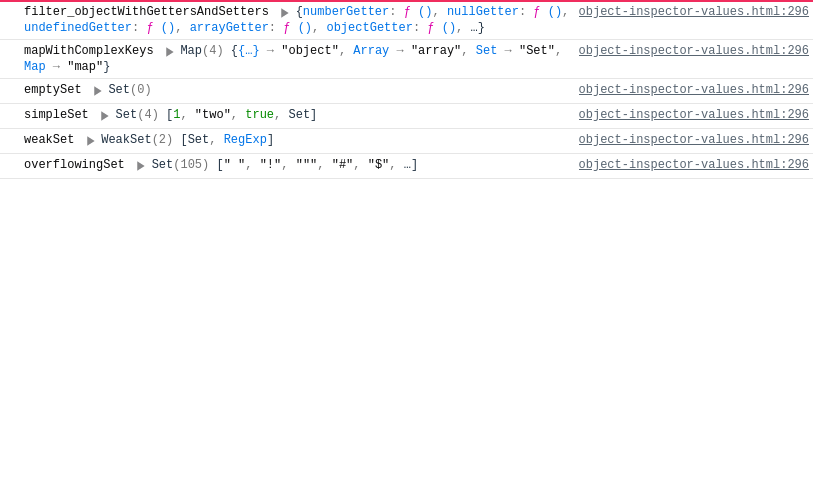 filter_objectWithGettersAndSetters ▶ {numberGetter: ƒ (), nullGetter: ƒ (), object-inspector-values.html:296
undefinedGetter: ƒ (), arrayGetter: ƒ (), objectGetter: ƒ (), …}
mapWithComplexKeys ▶ Map(4) {{…} → "object", Array → "array", Set → "Set", object-inspector-values.html:296
Map → "map"}
emptySet ▶ Set(0) object-inspector-values.html:296
simpleSet ▶ Set(4) [1, "two", true, Set] object-inspector-values.html:296
weakSet ▶ WeakSet(2) [Set, RegExp] object-inspector-values.html:296
overflowingSet ▶ Set(105) [" ", "!", """, "#", "$", …] object-inspector-values.html:296